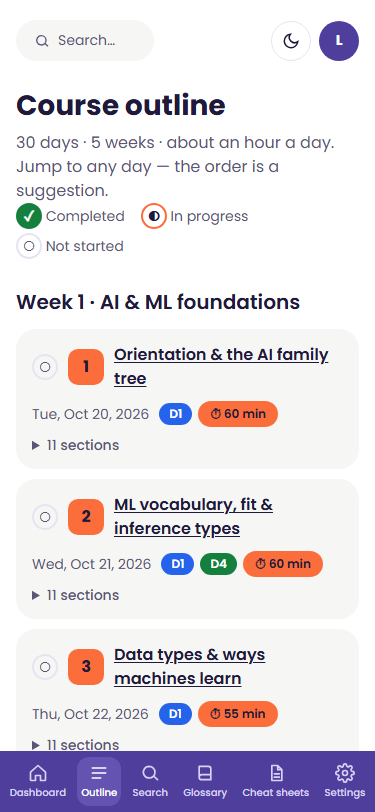 Search...
L
Course outline
30 days · 5 weeks · about an hour a day.
Jump to any day — the order is a
suggestion.
Completed
In progress
Not started
Week 1 · AI & ML foundations
1
Orientation & the AI family
tree
Tue, Oct 20, 2026
D1
60 min
11 sections
2
ML vocabulary, fit &
inference types
Wed, Oct 21, 2026
D1
D4
60 min
11 sections
3
Data types & ways
machines learn
Thu, Oct 22, 2026
D1
55 min
11 sections
Dashboard
Outline
Search
Glossary
Cheat sheets
Settings